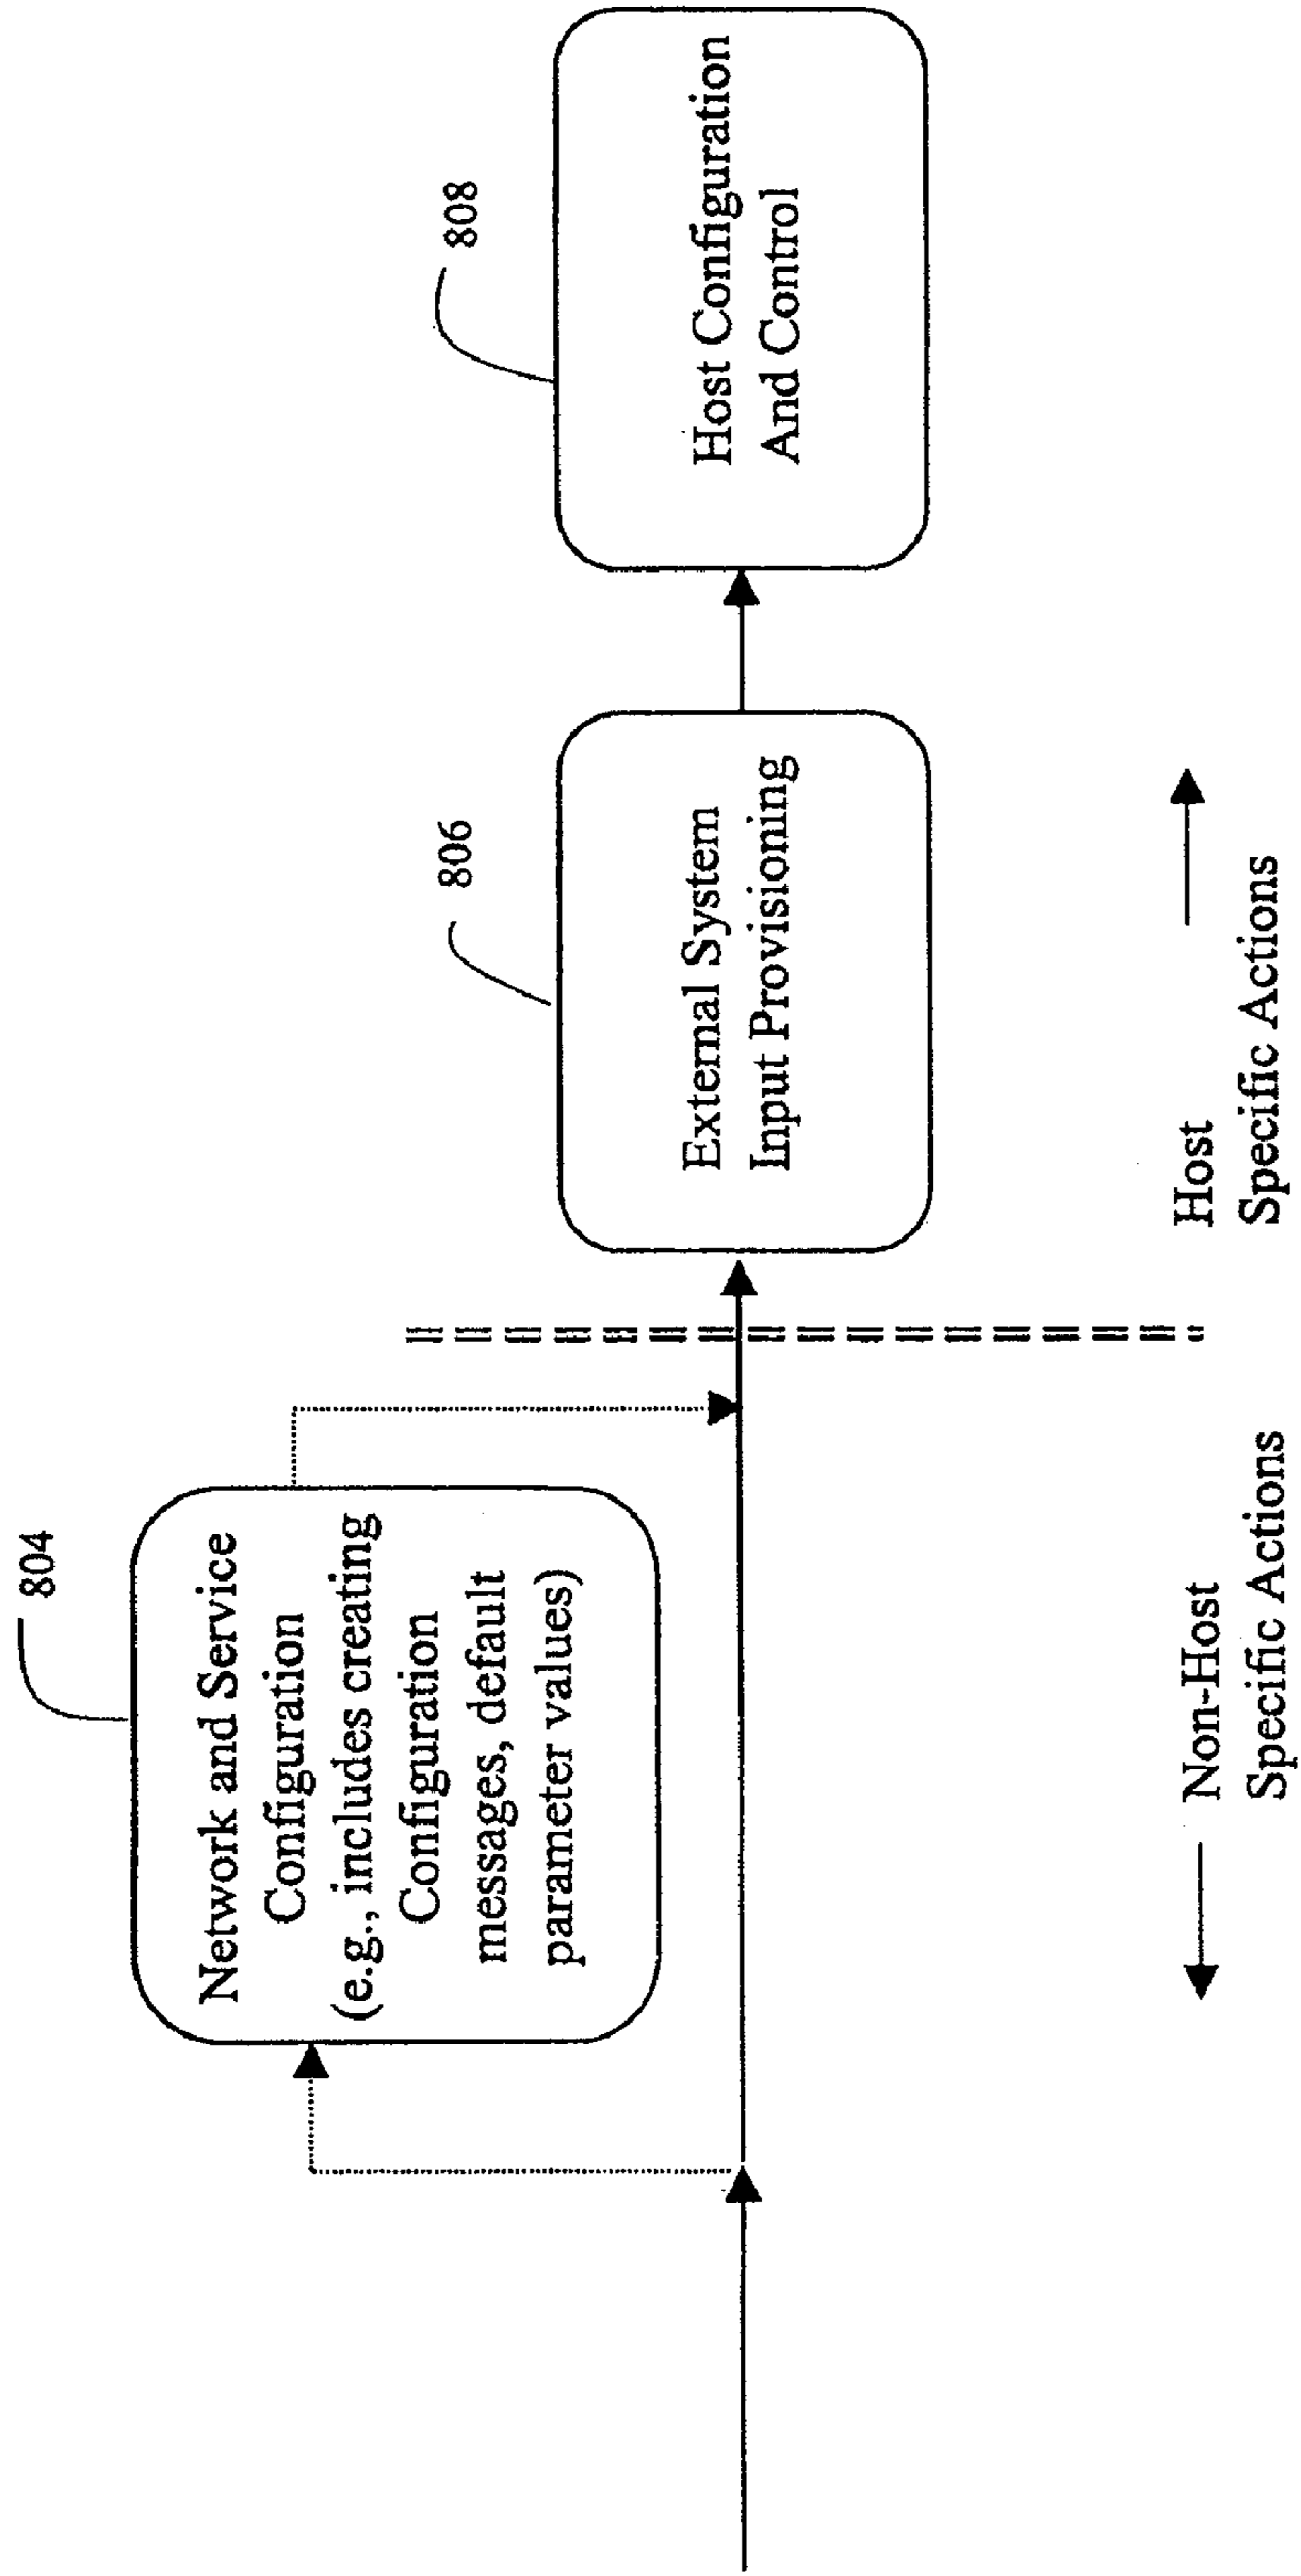 804
Network and Service
Configuration
(e.g., includes creating
Configuration
messages, default
parameter values)
806
External System
Input Provisioning
808
Host Configuration
And Control
Non-Host
Specific Actions
Host
Specific Actions